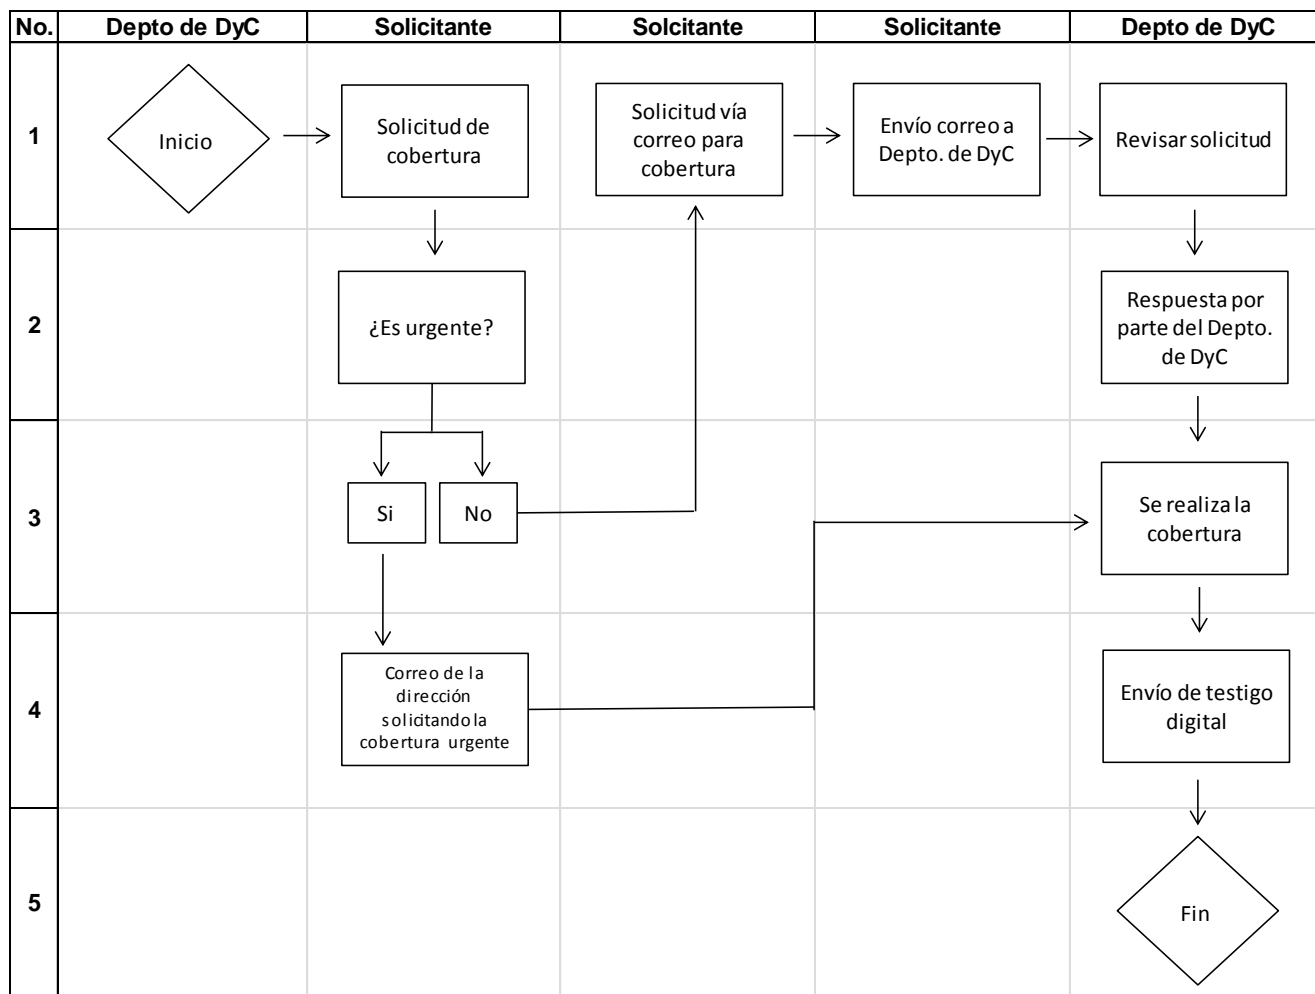 No. Depto de DyC Solicitante Solcitante Solicitante Depto de DyC
1
Inicio
Solicitud de
cobertura
Solicitud vía
correo para
cobertura
Envío correo a
Depto. de DyC
Revisar solicitud
2
¿Es urgente?
Respuesta por
parte del Depto.
de DyC
3
Si
No
Se realiza la
cobertura
4
Correo de la
dirección
solicitando la
cobertura urgente
Envío de testigo
digital
5
Fin